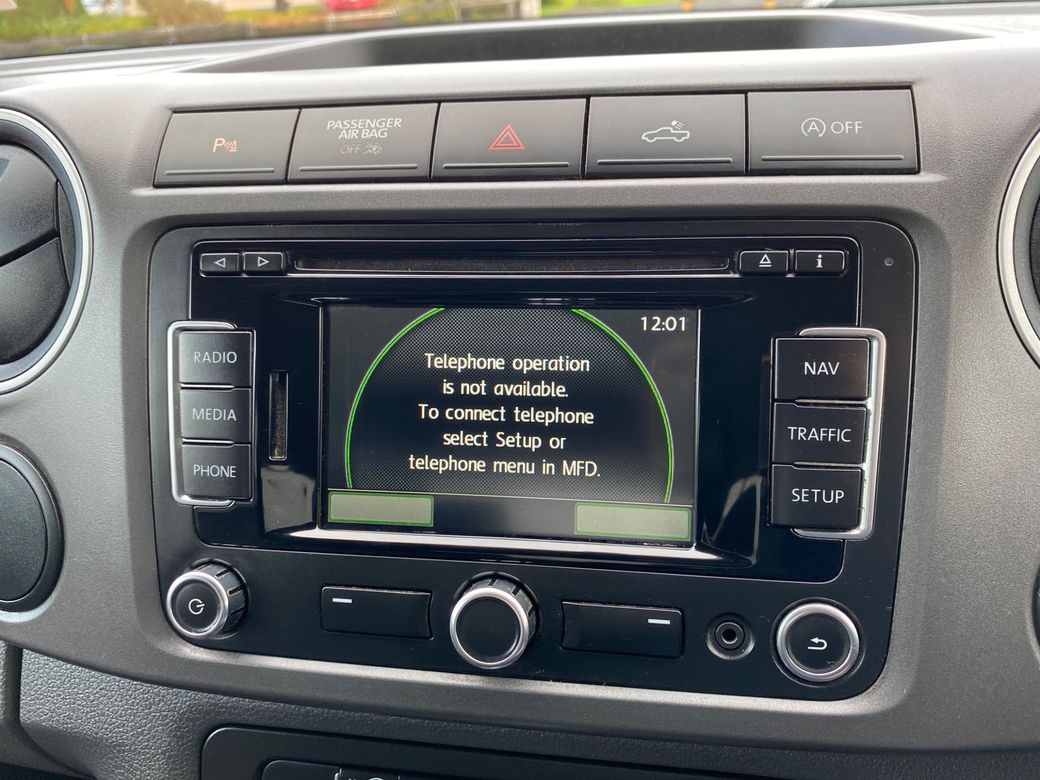 P
PASSENGER
AIR BAG
OFF
A OFF
i
12:01
RADIO
MEDIA
PHONE
Telephone operation
is not available.
To connect telephone
select Setup or
telephone menu in MFD.
NAV
TRAFFIC
SETUP